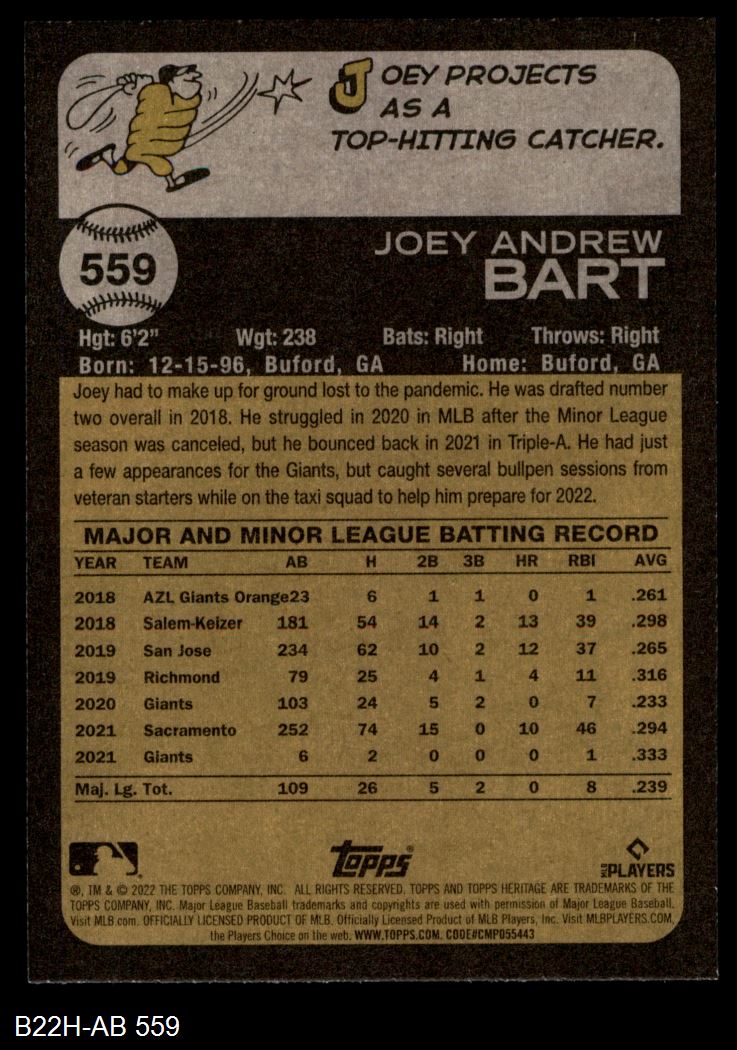 JOEY PROJECTS
AS A
TOP-HITTING CATCHER.
559
JOEY ANDREW
BART
Hgt: 6'2" Wgt: 238 Bats: Right Throws: Right
Born: 12-15-96, Buford, GA Home: Buford, GA
Joey had to make up for ground lost to the pandemic. He was drafted number
two overall in 2018. He struggled in 2020 in MLB after the Minor League
season was canceled, but he bounced back in 2021 in Triple-A. He had just
a few appearances for the Giants, but caught several bullpen sessions from
veteran starters while on the taxi squad to help him prepare for 2022.
MAJOR AND MINOR LEAGUE BATTING RECORD
YEAR TEAM AB H 2B 3B HR RBI AVG
2018 AZL Giants Orange23 6 1 1 0 1 .261
2018 Salem-Keizer 181 54 14 2 13 39 .298
2019 San Jose 234 62 10 2 12 37 .265
2019 Richmond 79 25 4 1 4 11 .316
2020 Giants 103 24 5 2 0 7 .233
2021 Sacramento 252 74 15 0 10 46 .294
2021 Giants 6 2 0 0 0 1 .333
Maj. Lg. Tot. 109 26 5 2 0 8 .239
Topps® MLB PLAYERS
®, TM & © 2022 THE TOPPS COMPANY, INC. ALL RIGHTS RESERVED. TOPPS AND TOPPS HERITAGE ARE TRADEMARKS OF THE
TOPPS COMPANY, INC. Major League Baseball trademarks and copyrights are used with permission of Major League Baseball.
Visit MLB.com. OFFICIALLY LICENSED PRODUCT OF MLB. Officially Licensed Product of MLB Players, Inc. Visit MLBPLAYERS.COM,
the Players Choice on the web. WWW.TOPPS.COM. CODE#CMP055443
B22H-AB 559